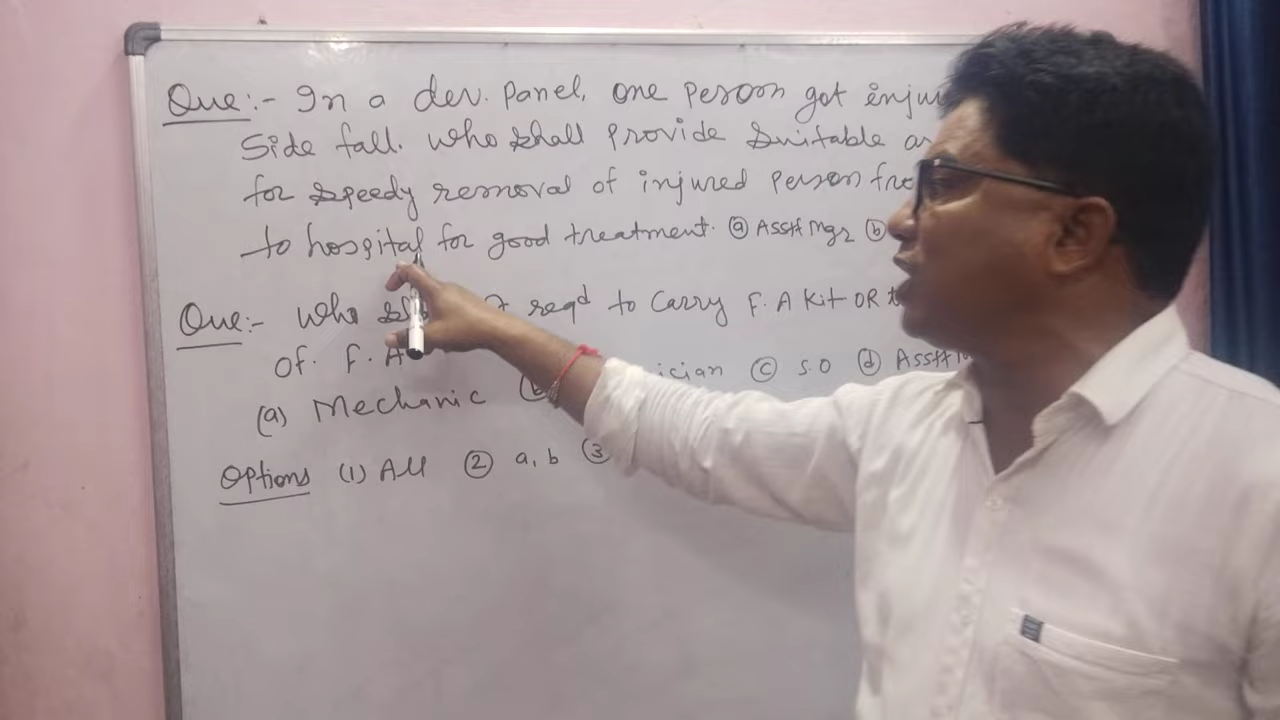 Que:- In a dev. Panel, one person got
Side fall. Who shall provide Suitable
for speedy removal of injured person
to hospital for good treatment. ⓐ Asstt Mgr ⓑ
Que:- Who reqd to Carry F. A Kit OR
of. F. A
(a) Mechanic ⓒ S.O ⓓ Asstt
Options (1) All ② a, b ③